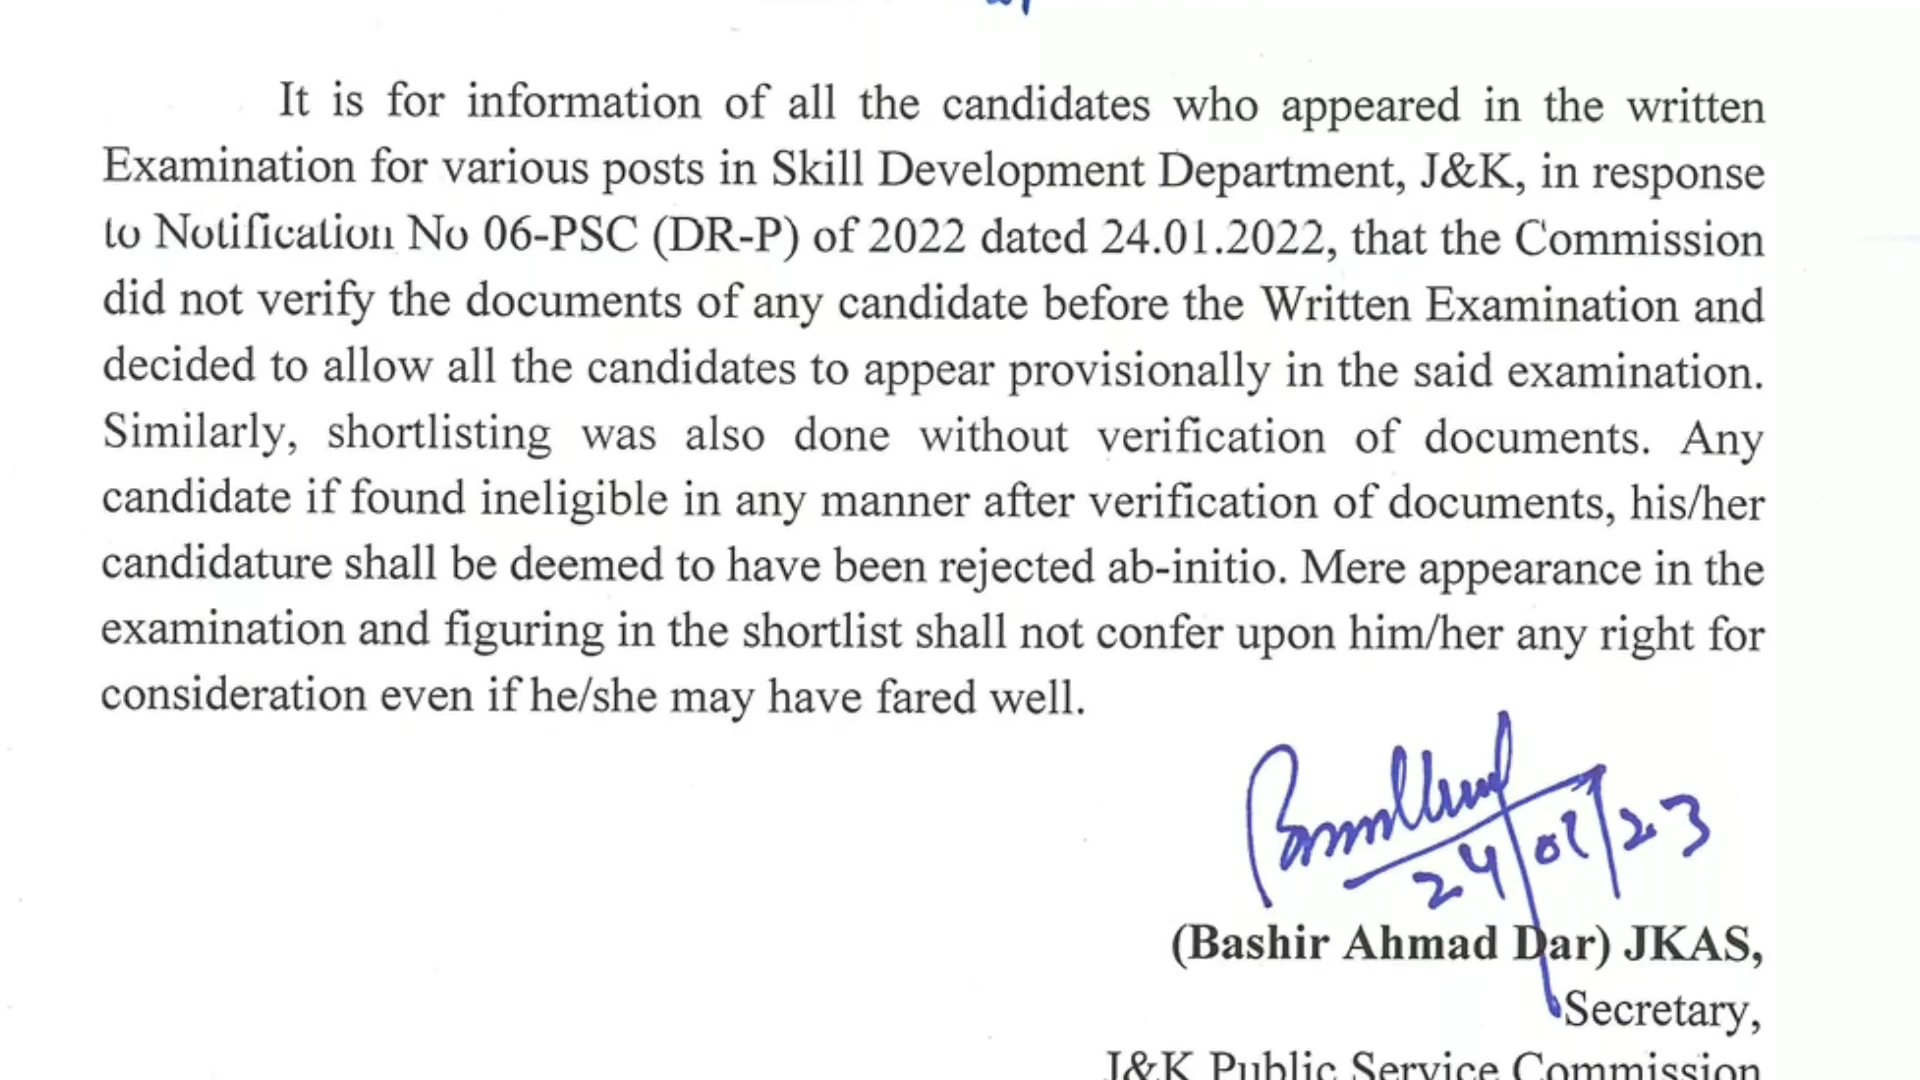 It is for information of all the candidates who appeared in the written
Examination for various posts in Skill Development Department, J&K, in response
to Notification No 06-PSC (DR-P) of 2022 dated 24.01.2022, that the Commission
did not verify the documents of any candidate before the Written Examination and
decided to allow all the candidates to appear provisionally in the said examination.
Similarly, shortlisting was also done without verification of documents. Any
candidate if found ineligible in any manner after verification of documents, his/her
candidature shall be deemed to have been rejected ab-initio. Mere appearance in the
examination and figuring in the shortlist shall not confer upon him/her any right for
consideration even if he/she may have fared well.
(Bashir Ahmad Dar) JKAS,
Secretary,
J&K Public Service Commission